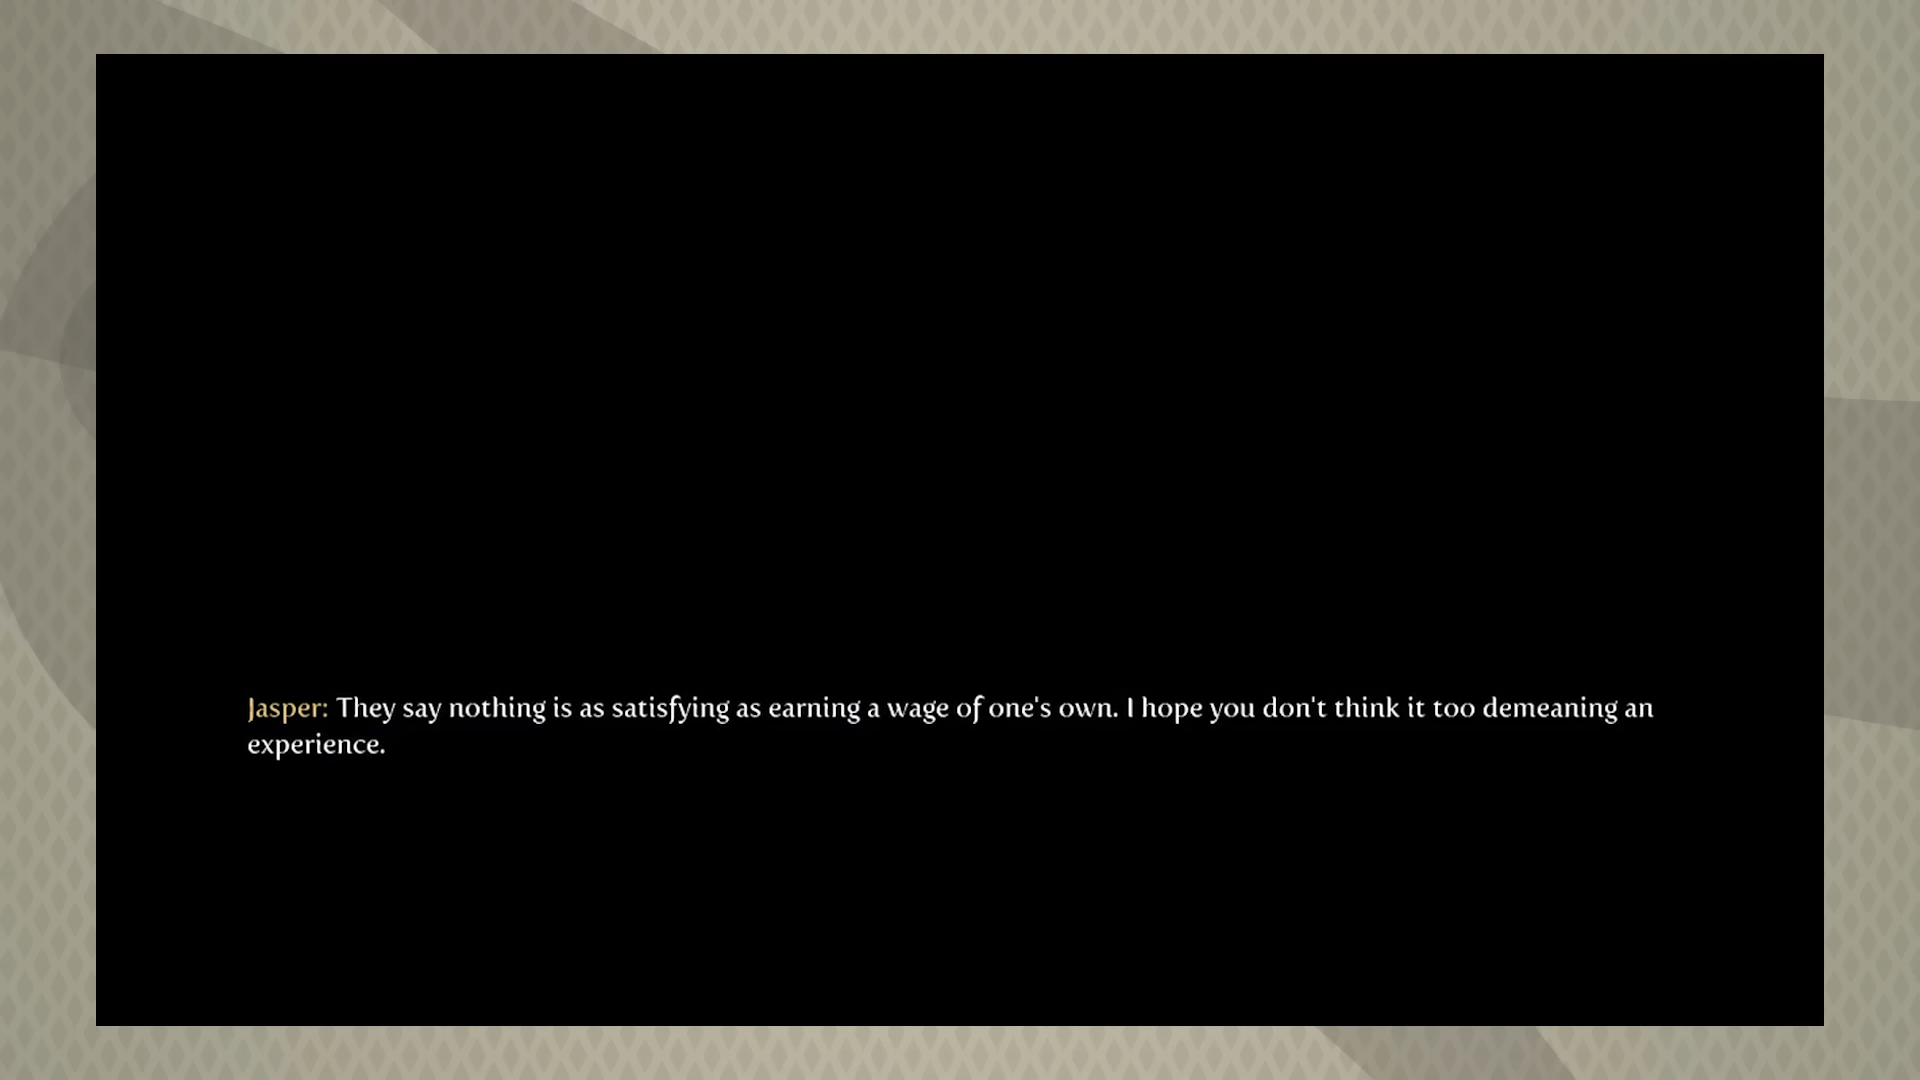 Jasper: They say nothing is as satisfying as earning a wage of one's own. I hope you don't think it too demeaning an
experience.